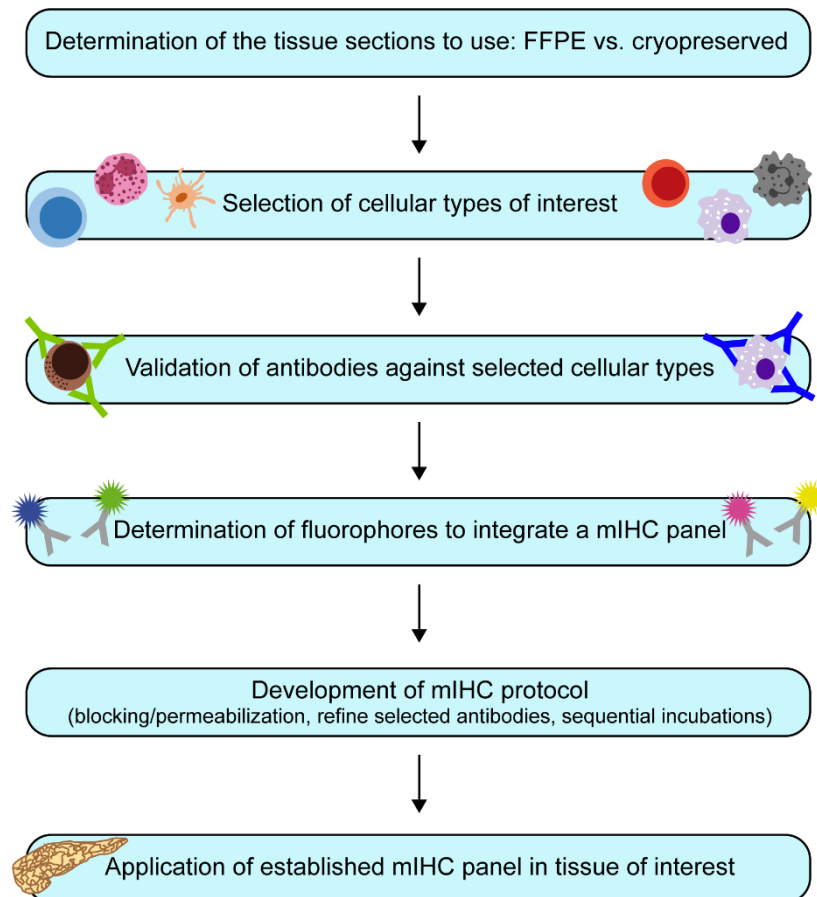 Determination of the tissue sections to use: FFPE vs. cryopreserved
Selection of cellular types of interest
Validation of antibodies against selected cellular types
Determination of fluorophores to integrate a mIHC panel
Development of mIHC protocol
(blocking/permeabilization, refine selected antibodies, sequential incubations)
Application of established mIHC panel in tissue of interest